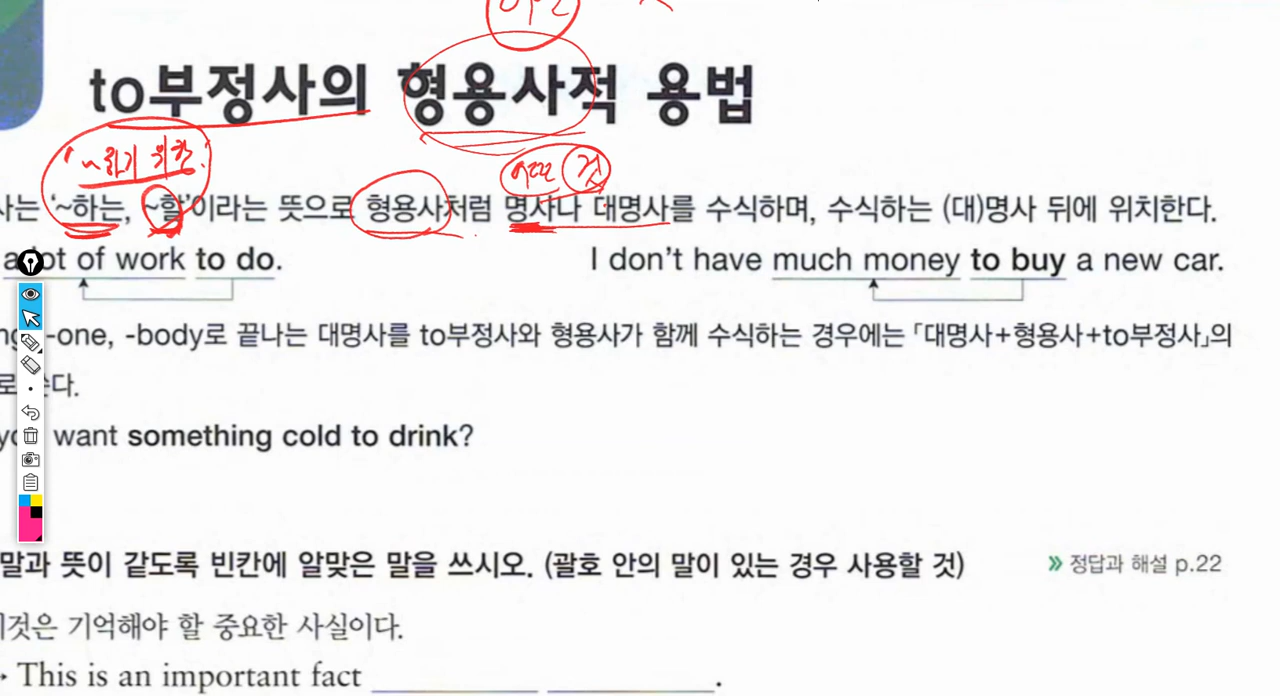 to부정사의 형용사적 용법
'~하기 위한
어떤 것
사는 '~하는, ~할'이라는 뜻으로 형용사처럼 명사나 대명사를 수식하며, 수식하는 (대)명사 뒤에 위치한다.
a lot of work to do.
I don't have much money to buy a new car.
-one, -body로 끝나는 대명사를 to부정사와 형용사가 함께 수식하는 경우에는 「대명사+형용사+to부정사」의
로 쓴다.
want something cold to drink?
말과 뜻이 같도록 빈칸에 알맞은 말을 쓰시오. (괄호 안의 말이 있는 경우 사용할 것)
» 정답과 해설 p.22
이것은 기억해야 할 중요한 사실이다.
This is an important fact ________ ________.